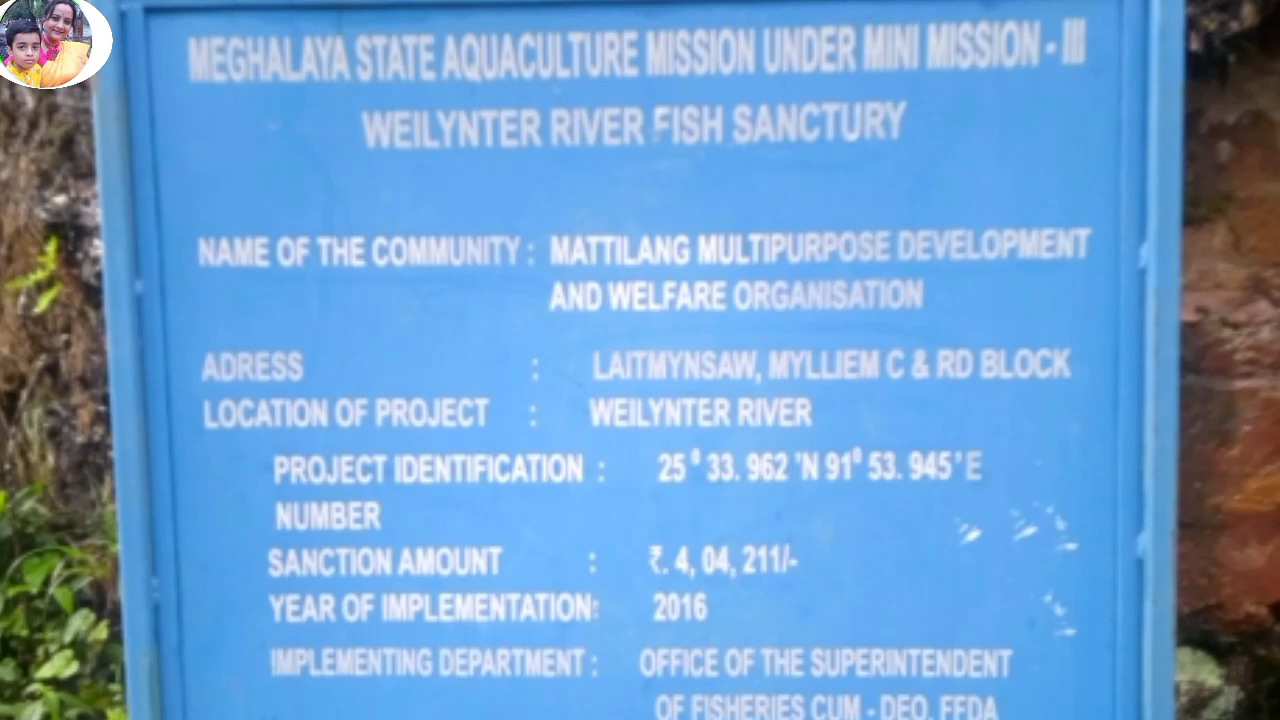 MEGHALAYA STATE AQUACULTURE MISSION UNDER MINI MISSION - III
WEILYNTER RIVER FISH SANCTURY
NAME OF THE COMMUNITY : MATTILANG MULTIPURPOSE DEVELOPMENT
AND WELFARE ORGANISATION
ADRESS : LAITMYNSAW, MYLLIEM C & RD BLOCK
LOCATION OF PROJECT : WEILYNTER RIVER
PROJECT IDENTIFICATION : 25⁰ 33. 962 'N 91⁰ 53. 945' E
NUMBER
SANCTION AMOUNT : ₹. 4, 04, 211/-
YEAR OF IMPLEMENTATION: 2016
IMPLEMENTING DEPARTMENT : OFFICE OF THE SUPERINTENDENT
OF FISHERIES CUM - DEO, FFDA